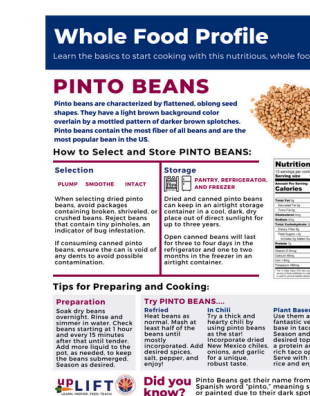 Whole Food Profile
Learn the basics to start cooking with this nutritious, whole foo
PINTO BEANS
Pinto beans are characterized by flattened, oblong seed
shapes. They have a light brown background color
overlain by a mottled pattern of darker brown splotches.
Pinto beans contain the most fiber of all beans and are the
most popular bean in the US.
How to Select and Store PINTO BEANS:
Selection
PLUMP SMOOTHE INTACT
When selecting dried pinto
beans, avoid packages
containing broken, shriveled, or
crushed beans. Reject beans
that contain tiny pinholes, an
indicator of bug infestation.
If consuming canned pinto
beans, ensure the can is void of
any dents to avoid possible
contamination.
Storage
PANTRY, REFRIGERATOR,
AND FREEZER
Dried and canned pinto beans
can keep in an airtight storage
container in a cool, dark, dry
place out of direct sunlight for
up to three years.
Open canned beans will last
for three to four days in the
refrigerator and one to two
months in the freezer in an
airtight container.
Nutrition
Serving size
Calories
Tips for Preparing and Cooking:
Preparation
Soak dry beans
overnight. Rinse and
simmer in water. Check
beans starting at 1 hour
and every 15 minutes
after that until tender.
Add more liquid to the
pot, as needed, to keep
the beans submerged.
Season as desired.
Try PINTO BEANS....
Refried
Heat beans as
normal. Mash at
least half of the
beans until
mostly
incorporated. Add
desired spices,
salt, pepper, and
enjoy!
In Chili
Try a thick and
hearty chili by
using pinto beans
as the star!
Incorporate dried
New Mexico chiles,
onions, and garlic
for a unique,
robust taste.
Plant Based
Use them a
fantastic ve
base in taco
Season and
desired top
a protein an
rich taco op
Serve with
rice and en
UPLIFT
LEARN. INSPIRE. FEED. TEACH.
Did you
know?
Pinto Beans get their name from
Spanish word "pinto," meaning s
or painted due to their dark spot